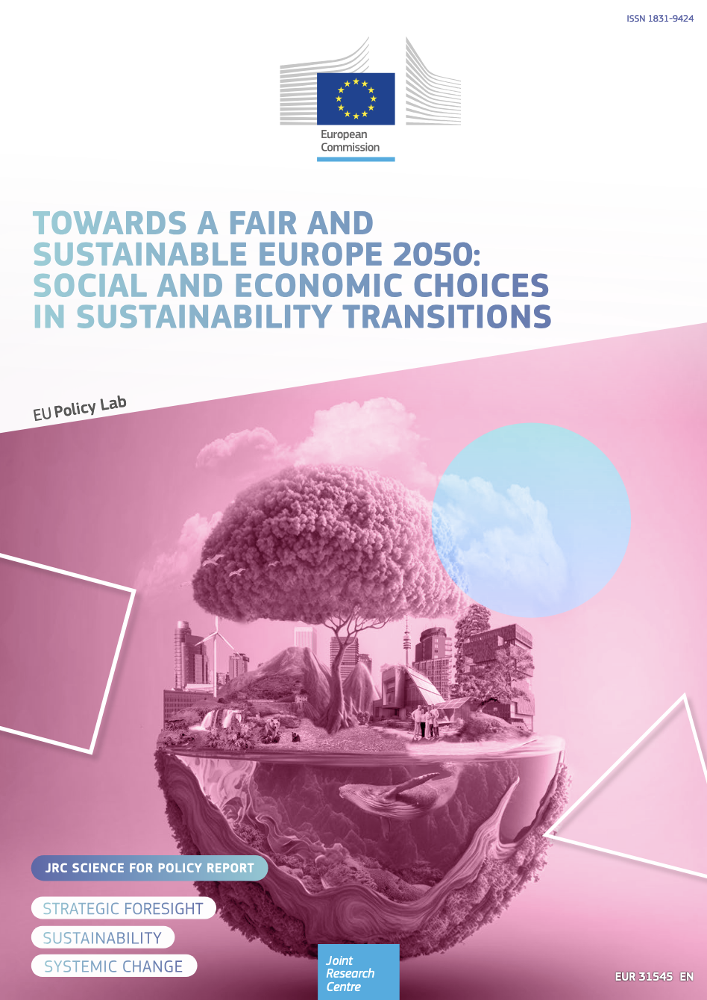 ISSN 1831-9424
European
Commission
TOWARDS A FAIR AND
SUSTAINABLE EUROPE 2050:
SOCIAL AND ECONOMIC CHOICES
IN SUSTAINABILITY TRANSITIONS
EU Policy Lab
JRC SCIENCE FOR POLICY REPORT
STRATEGIC FORESIGHT
SUSTAINABILITY
SYSTEMIC CHANGE
Joint
Research
Centre
EUR 31545 EN